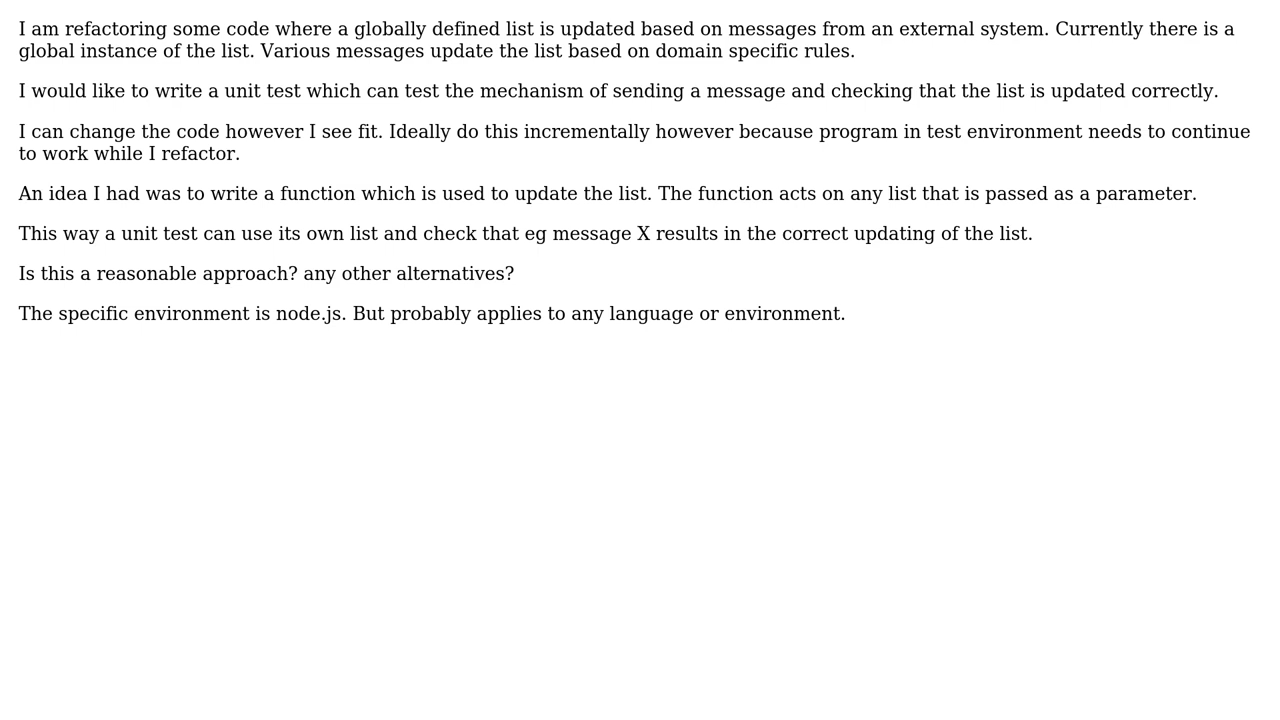 I am refactoring some code where a globally defined list is updated based on messages from an external system. Currently there is a
global instance of the list. Various messages update the list based on domain specific rules.
I would like to write a unit test which can test the mechanism of sending a message and checking that the list is updated correctly.
I can change the code however I see fit. Ideally do this incrementally however because program in test environment needs to continue
to work while I refactor.
An idea I had was to write a function which is used to update the list. The function acts on any list that is passed as a parameter.
This way a unit test can use its own list and check that eg message X results in the correct updating of the list.
Is this a reasonable approach? any other alternatives?
The specific environment is node.js. But probably applies to any language or environment.